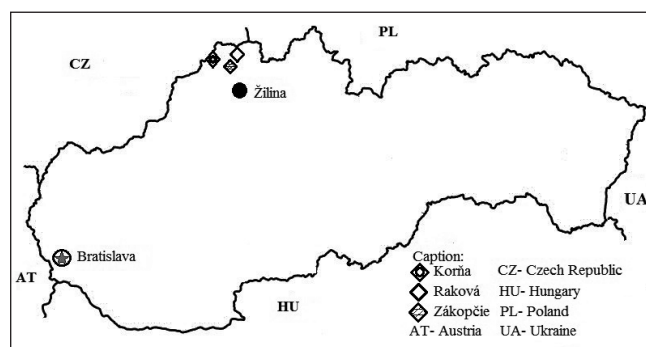 PL
CZ
Žilina
UA
Bratislava
AT
HU
Caption:
Korňa CZ- Czech Republic
Raková HU- Hungary
Zákopčie PL- Poland
AT- Austria UA- Ukraine